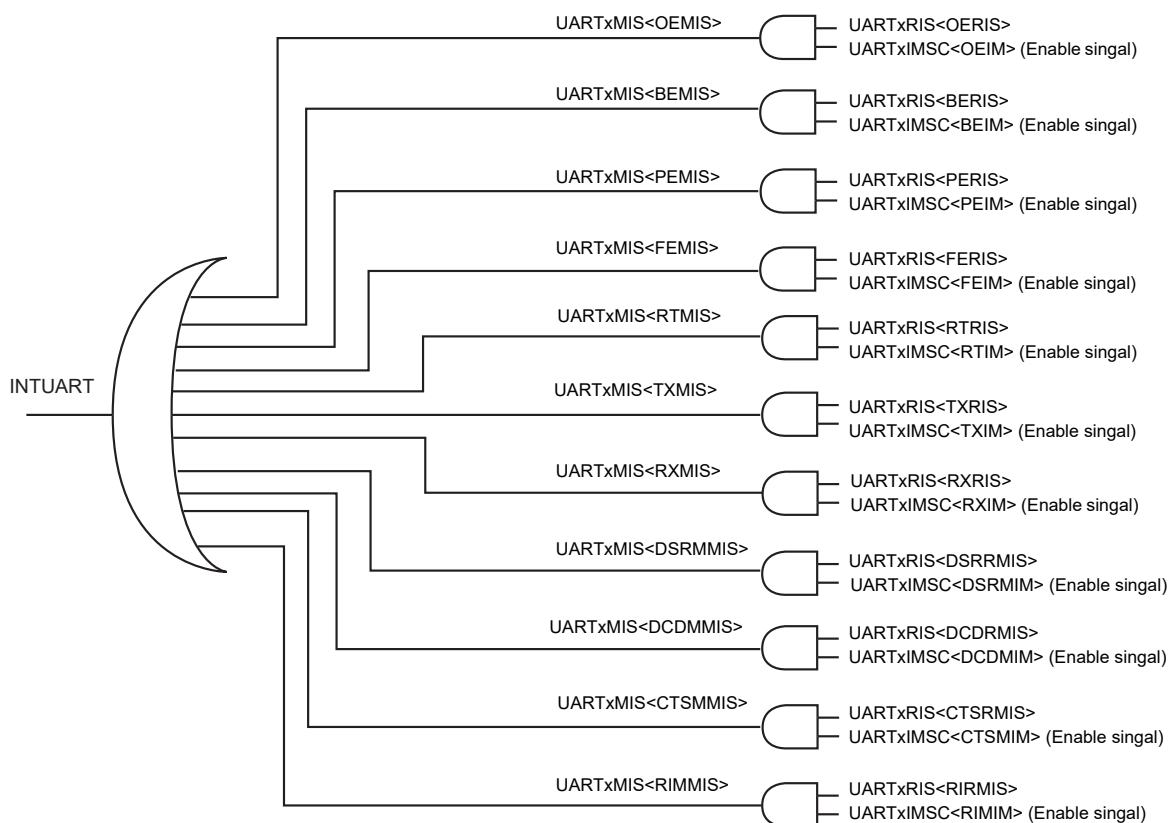 UARTxMIS<OEMIS>
UARTxRIS<OERIS>
UARTxIMSC<OEIM> (Enable singal)
UARTxMIS<BEMIS>
UARTxRIS<BERIS>
UARTxIMSC<BEIM> (Enable singal)
UARTxMIS<PEMIS>
UARTxRIS<PERIS>
UARTxIMSC<PEIM> (Enable singal)
UARTxMIS<FEMIS>
UARTxRIS<FERIS>
UARTxIMSC<FEIM> (Enable singal)
UARTxMIS<RTMIS>
UARTxRIS<RTRIS>
UARTxIMSC<RTIM> (Enable singal)
INTUART
UARTxMIS<TXMIS>
UARTxRIS<TXRIS>
UARTxIMSC<TXIM> (Enable singal)
UARTxMIS<RXMIS>
UARTxRIS<RXRIS>
UARTxIMSC<RXIM> (Enable singal)
UARTxMIS<DSRMMIS>
UARTxRIS<DSRRMIS>
UARTxIMSC<DSRMIM> (Enable singal)
UARTxMIS<DCDMMIS>
UARTxRIS<DCDRMIS>
UARTxIMSC<DCDMIM> (Enable singal)
UARTxMIS<CTSMMIS>
UARTxRIS<CTSRMIS>
UARTxIMSC<CTSMIM> (Enable singal)
UARTxMIS<RIMMIS>
UARTxRIS<RIRMIS>
UARTxIMSC<RIMIM> (Enable singal)